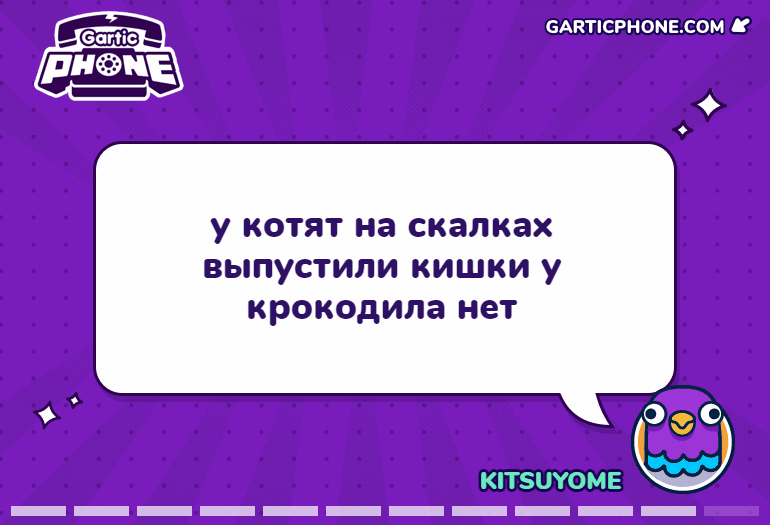 Gartic
PHONE
GARTICPHONE.COM
у котят на скалках
выпустили кишки у
крокодила нет
KITSUYOME